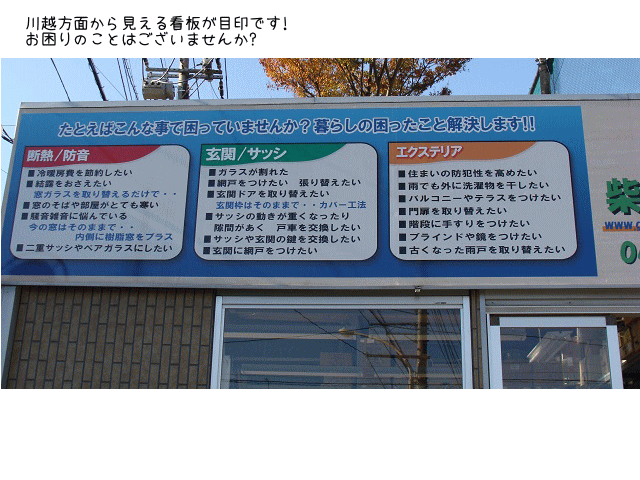 川越方面から見える看板が目印です!
お困りのことはございませんか?
たとえばこんな事で困っていませんか?暮らしの困ったこと解決します!!
断熱/防音
■冷暖房費を節約したい
■結露をおさえたい
窓ガラスを取り替えるだけで・・
■窓のそばや部屋がとても寒い
■騒音雑音に悩んでいる
今の窓はそのままで・・
内側に樹脂窓をプラス
■二重サッシやペアガラスにしたい
玄関/サッシ
■ガラスが割れた
■網戸をつけたい 張り替えたい
■玄関ドアを取り替えたい
玄関枠はそのままで・・カバー工法
■サッシの動きが重くなったり
隙間があく 戸車を交換したい
■サッシや玄関の鍵を交換したい
■玄関に網戸をつけたい
エクステリア
■住まいの防犯性を高めたい
■雨でも外に洗濯物を干したい
■バルコニーやテラスをつけたい
■門扉を取り替えたい
■階段に手すりをつけたい
■ブラインドや鏡をつけたい
■古くなった雨戸を取り替えたい
柴
www.